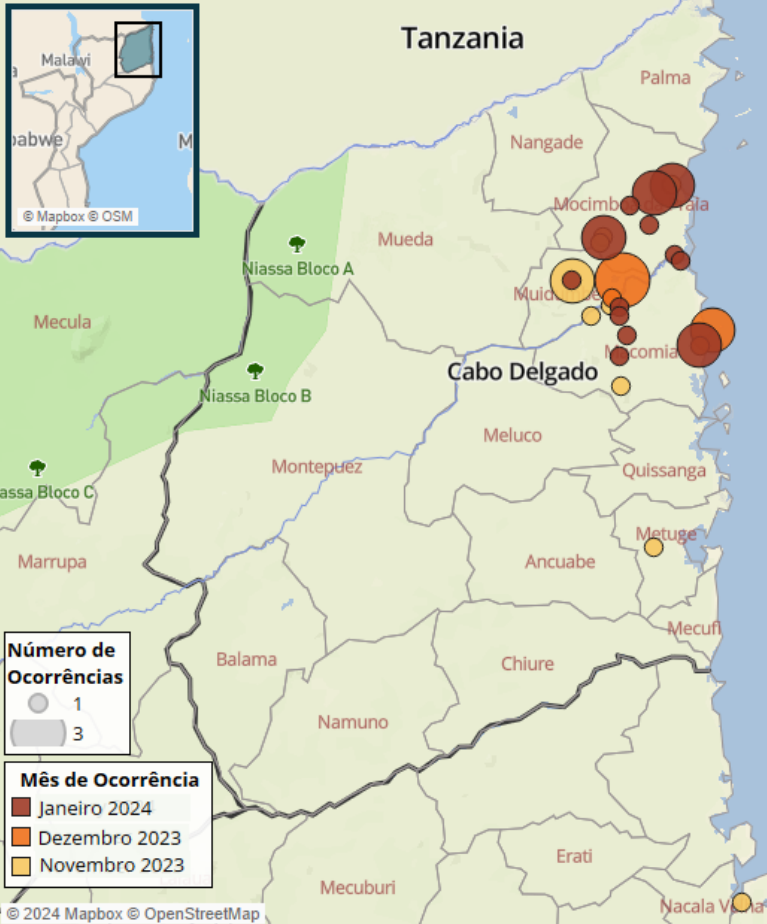 Malawi
M
© Mapbox © OSM
Tanzania
Palma
Nangade
Mueda
Niassa Bloco A
Mecula
Macomia
Cabo Delgado
Niassa Bloco B
Meluco
Montepuez
Quissanga
assa Bloco C
Metuge
Marrupa
Ancuabe
Mecufi
Balama
Chiure
Namuno
Número de
Ocorrências
1
3
Mês de Ocorrência
Janeiro 2024
Dezembro 2023
Novembro 2023
Erati
Mecuburi
Nacala
© 2024 Mapbox © OpenStreetMap